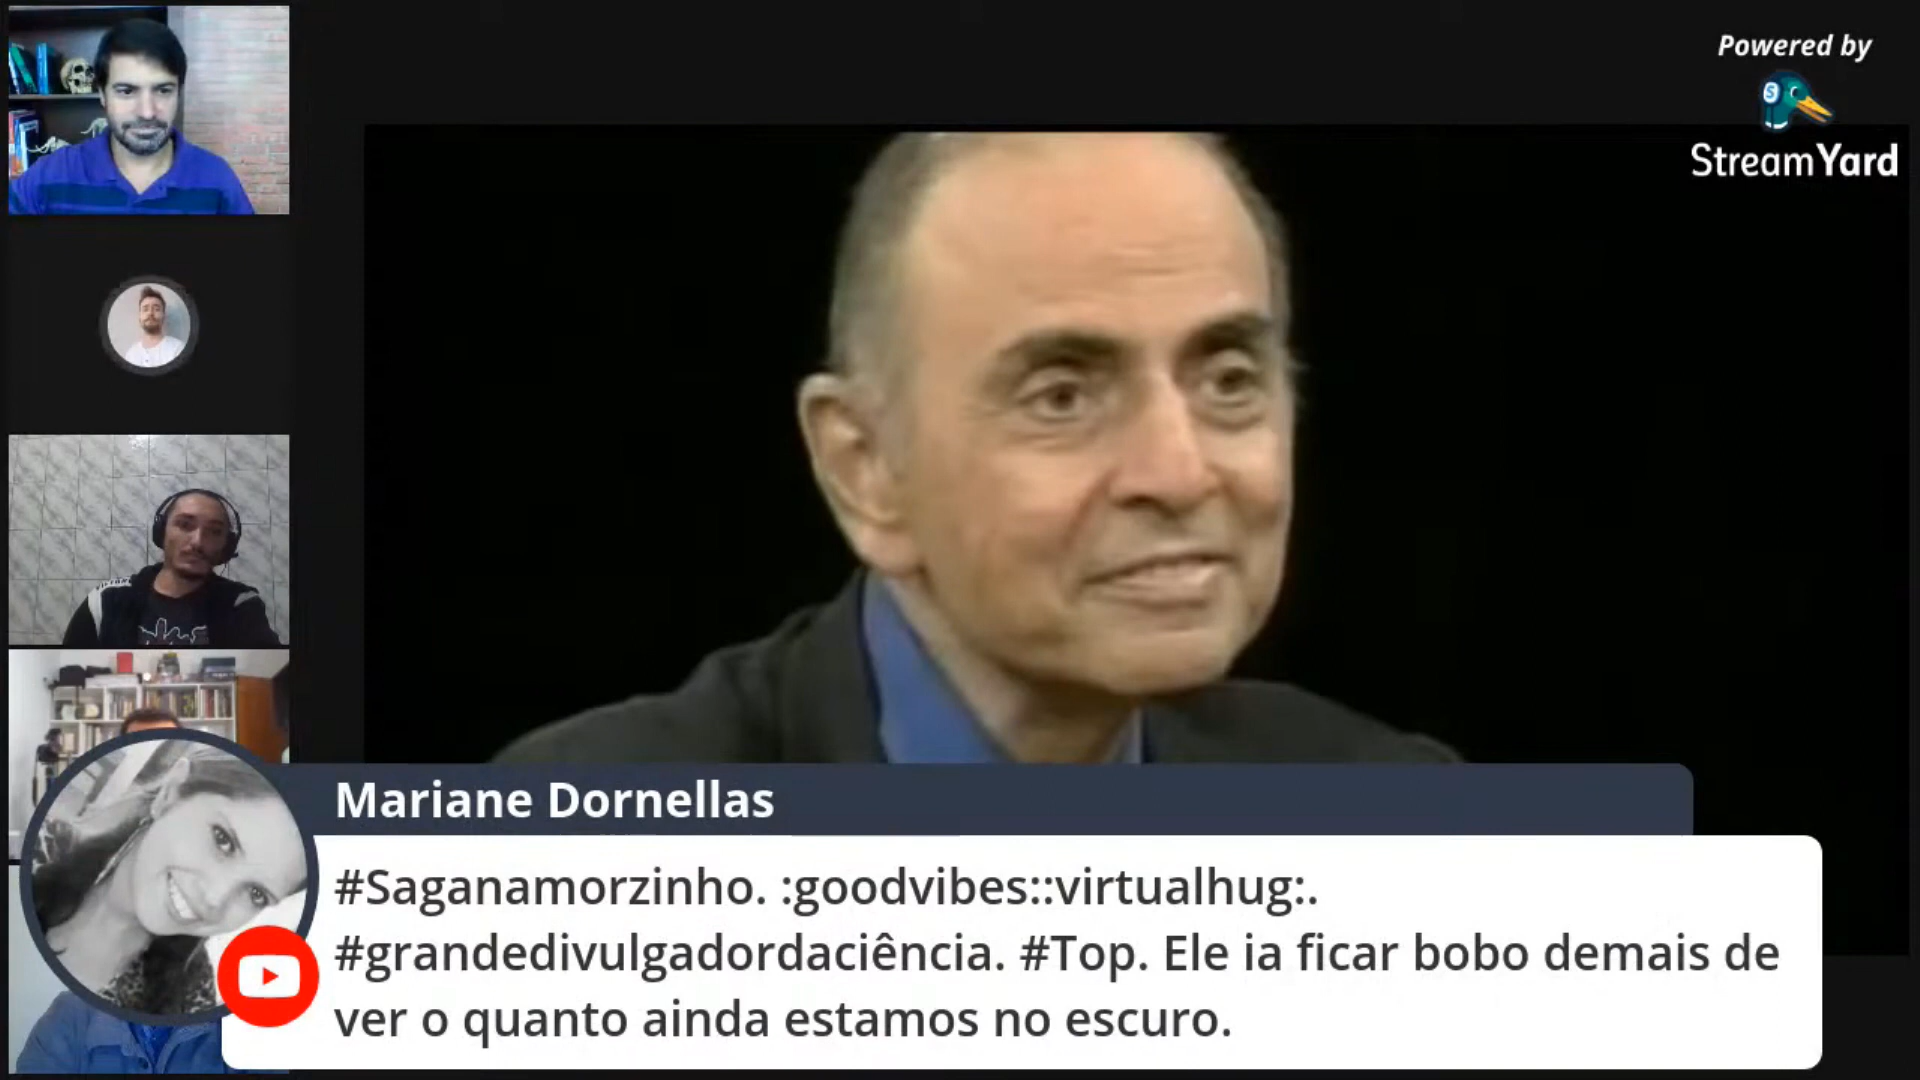 Powered by
StreamYard
Mariane Dornellas
#Saganamorzinho. :goodvibes::virtualhug:.
#grandedivulgadordaciência. #Top. Ele ia ficar bobo demais de
ver o quanto ainda estamos no escuro.